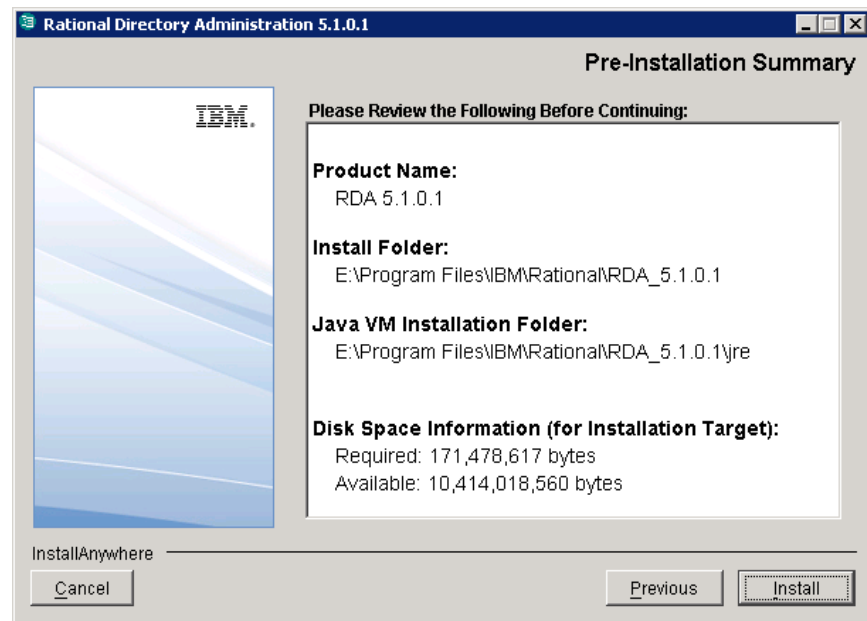 Rational Directory Administration 5.1.0.1
Pre-Installation Summary
IBM.
Please Review the Following Before Continuing:
Product Name:
RDA 5.1.0.1
Install Folder:
E:\Program Files\IBM\Rational\RDA_5.1.0.1
Java VM Installation Folder:
E:\Program Files\IBM\Rational\RDA_5.1.0.1\jre
Disk Space Information (for Installation Target):
Required: 171,478,617 bytes
Available: 10,414,018,560 bytes
InstallAnywhere
Cancel
Previous
Install